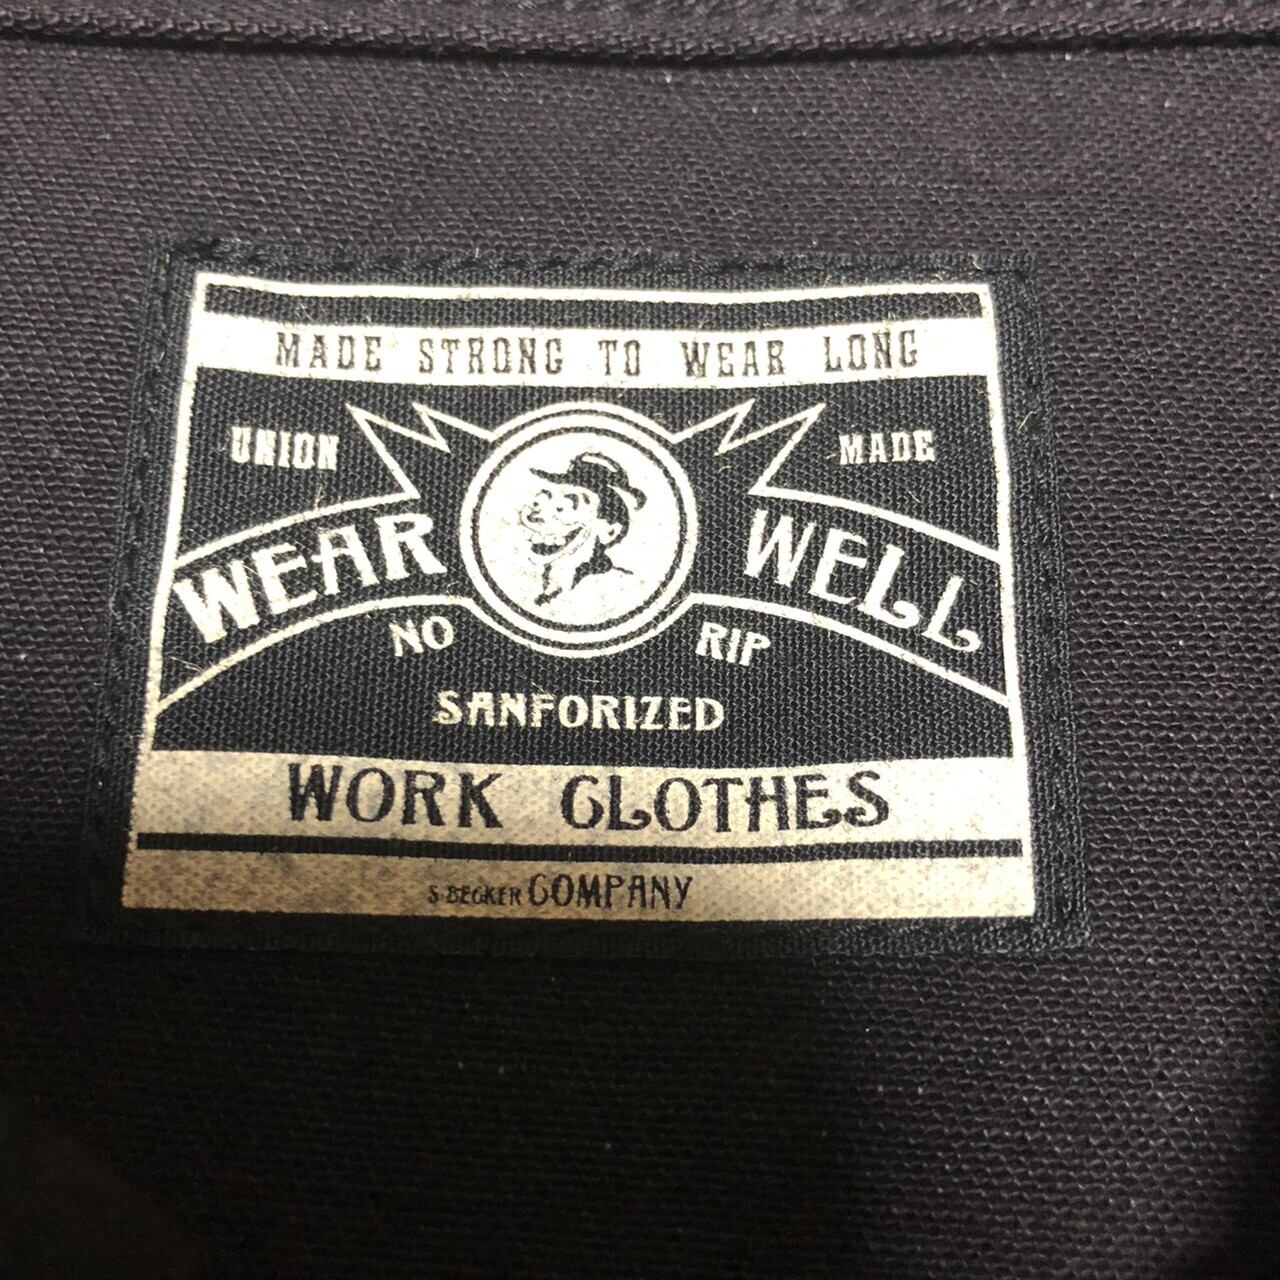 MADE STRONG TO WEAR LONG
UNION MADE
WEAR WELL
NO RIP
SANFORIZED
WORK CLOTHES
S BECKER COMPANY